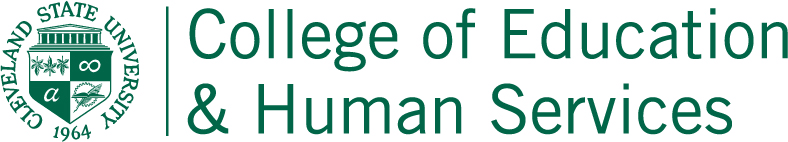 CLEVELAND STATE UNIVERSITY
1964
∞
a
College of Education
& Human Services